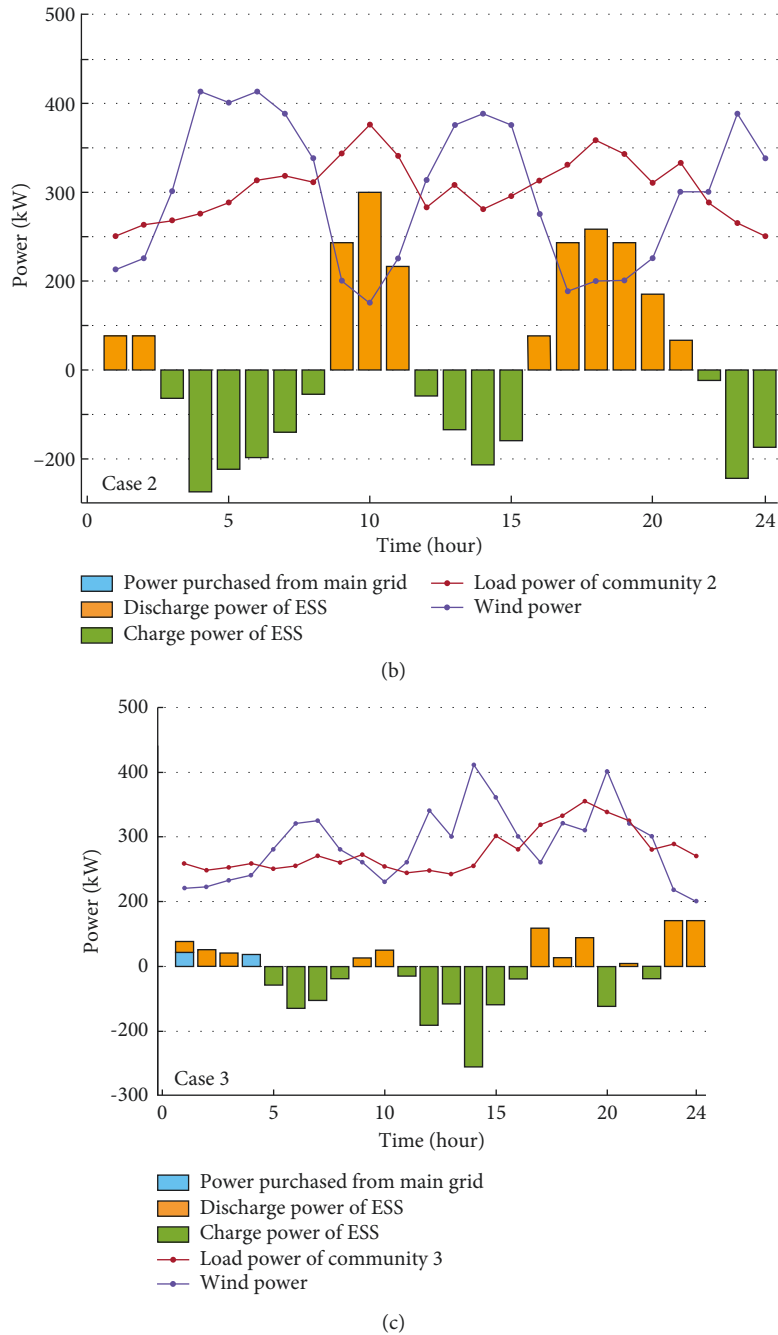 500
400
300
200
0
–200
Power (kW)
Case 2
0 5 10 15 20 24
Time (hour)
Power purchased from main grid
Discharge power of ESS
Charge power of ESS
Load power of community 2
Wind power
(b)
500
400
300
200
0
-200
-300
Power (kW)
Case 3
0 5 10 15 20 24
Time (hour)
Power purchased from main grid
Discharge power of ESS
Charge power of ESS
Load power of community 3
Wind power
(c)